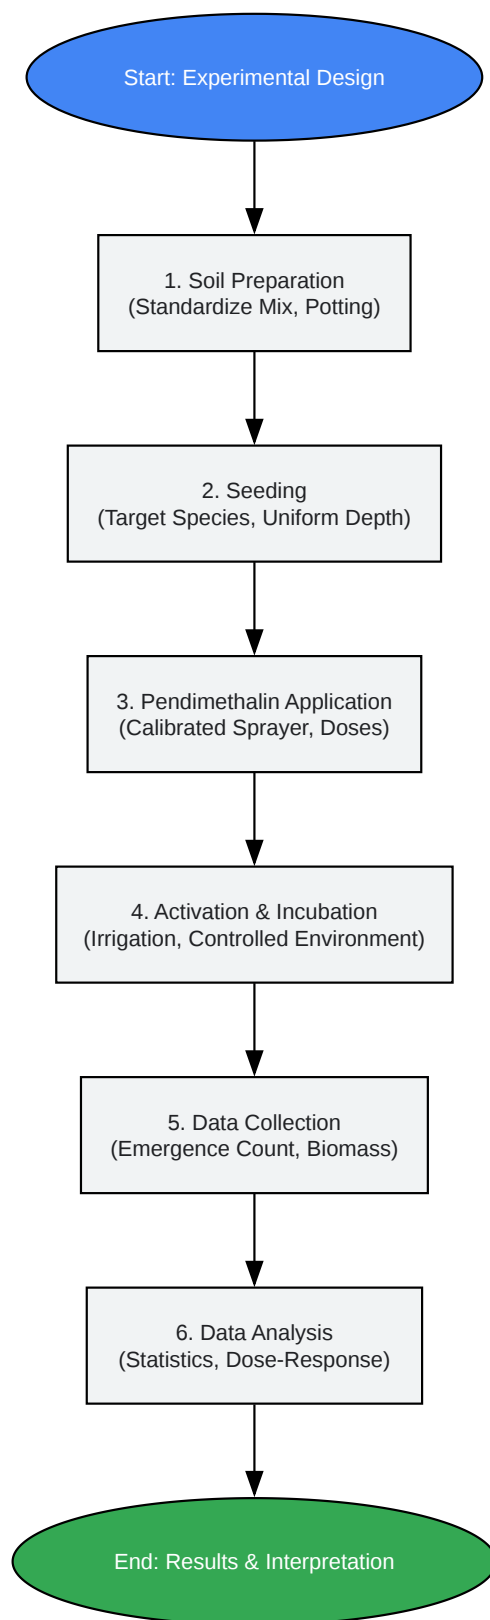 Start: Experimental Design
1. Soil Preparation
(Standardize Mix, Potting)
2. Seeding
(Target Species, Uniform Depth)
3. Pendimethalin Application
(Calibrated Sprayer, Doses)
4. Activation & Incubation
(Irrigation, Controlled Environment)
5. Data Collection
(Emergence Count, Biomass)
6. Data Analysis
(Statistics, Dose-Response)
End: Results & Interpretation